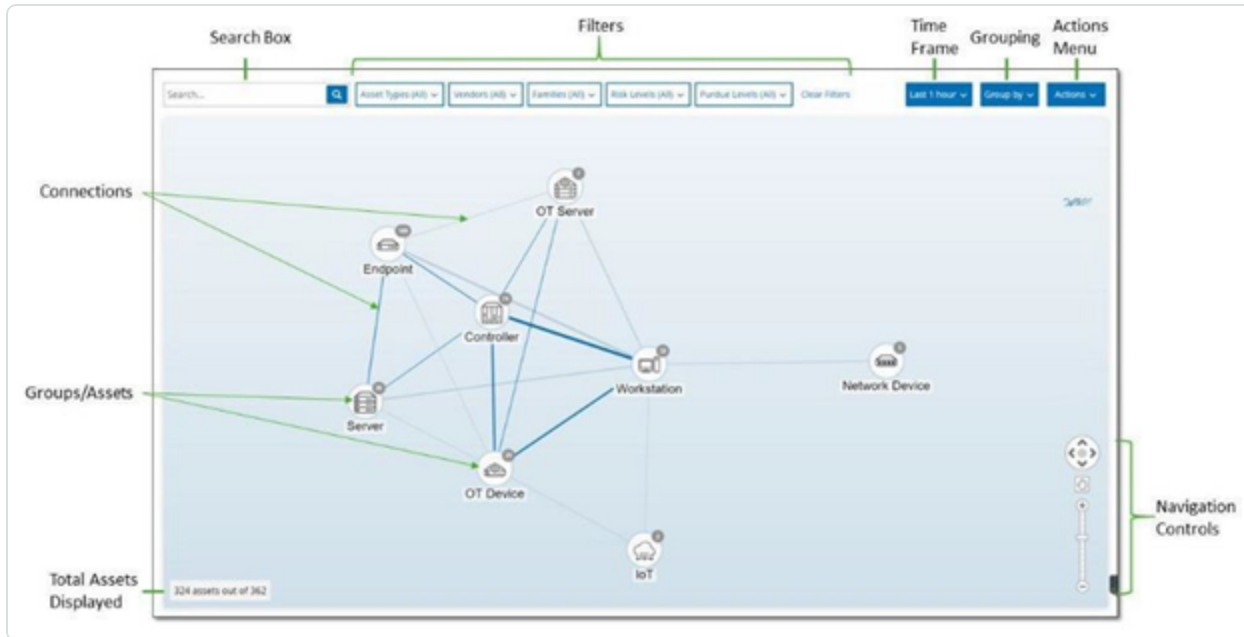 Search Box
Filters
Time
Frame
Grouping
Actions
Menu
Search...
Asset Types (All)
Vendors (All)
Families (All)
Risk Levels (All)
Purdue Levels (All)
Clear Filters
Last 1 hour
Group by
Actions
Connections
OT Server
Endpoint
Controller
Workstation
Network Device
Groups/Assets
Server
OT Device
Navigation
Controls
IoT
Total Assets
Displayed
324 assets out of 362